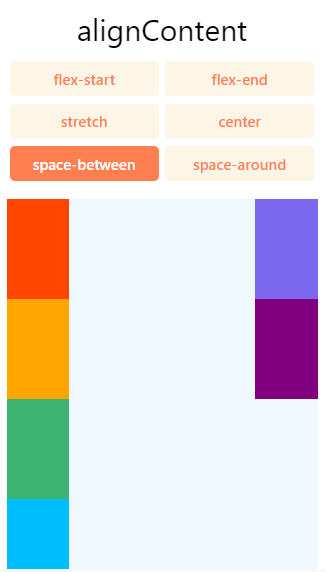 alignContent
flex-start flex-end
stretch center
space-between space-around